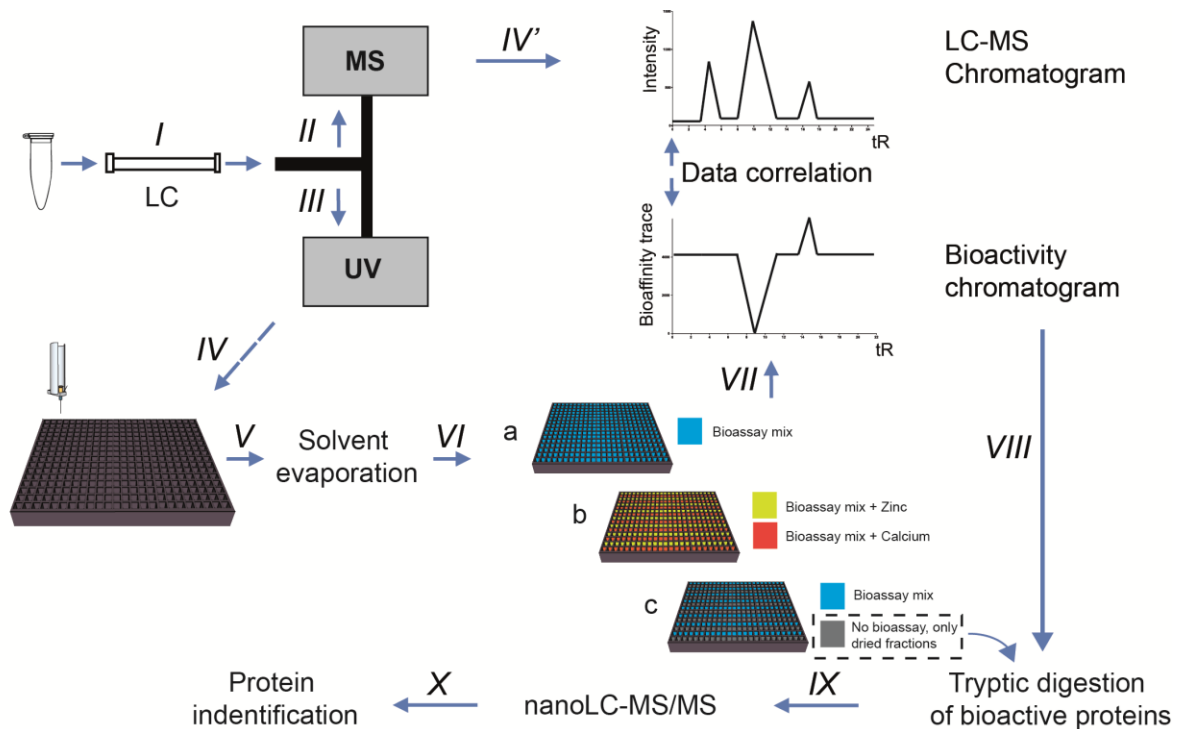 MS
IV'
LC-MS
Chromatogram
Intensity
tR
I
II
LC
III
UV
Data correlation
Bioaffinity trace
Bioactivity
chromatogram
tR
IV
V
Solvent
evaporation
VI
VII
VIII
a
Bioassay mix
b
Bioassay mix + Zinc
Bioassay mix + Calcium
c
Bioassay mix
No bioassay, only
dried fractions
Protein
indentification
X
nanoLC-MS/MS
IX
Tryptic digestion
of bioactive proteins